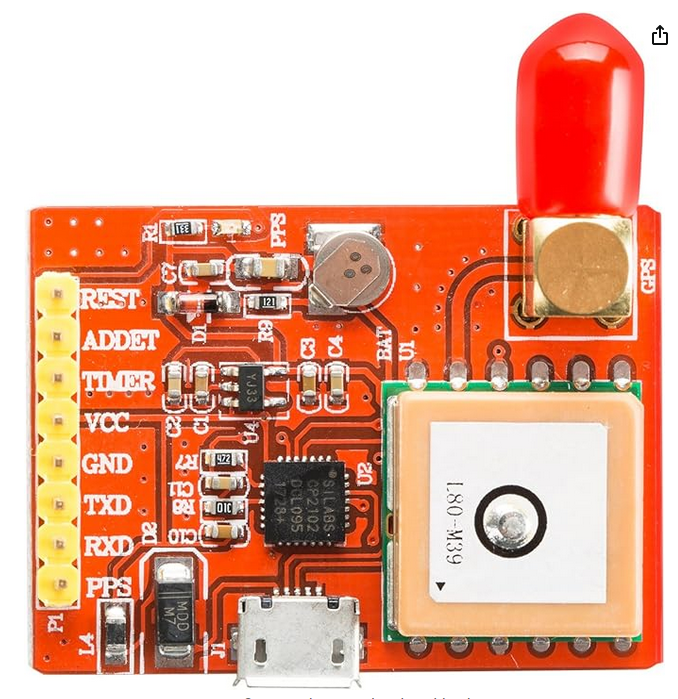 R1
331
PPS
GPS
C7
REST
D1
121
R9
ADDET
BAT
U1
C3
C4
TIMER
YJ33
C2
C1
U4
VCC
GND
R7
472
U2
C11
SILABS
CP2102
DCL095
1728+
L80-M39
TXD
R8
01C
D2
RXD
C10
PPS
MDD
M7
P1
L4
J1